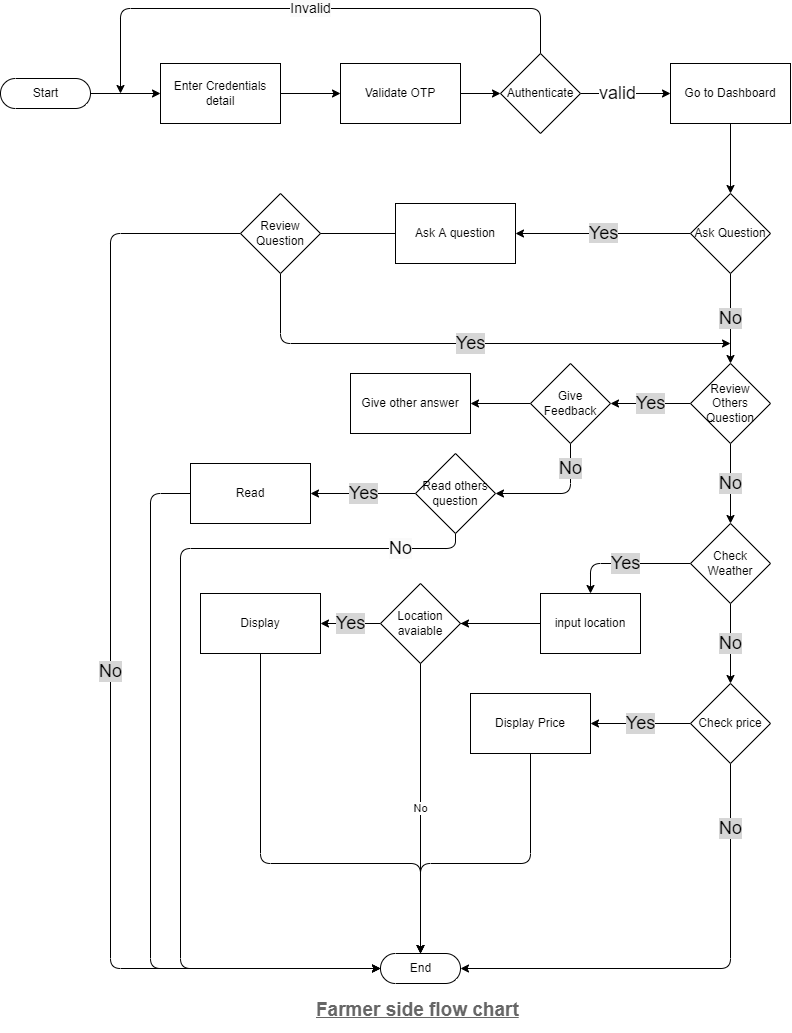 Invalid
Start
Enter Credentials
detail
Validate OTP
Authenticate
valid
Go to Dashboard
Review
Question
Ask A question
Yes
Ask Question
No
Yes
Give other answer
Give
Feedback
Yes
Review
Others
Question
No
No
Read
Yes
Read others
question
No
Check
Weather
Yes
Display
Yes
Location
avaiable
input location
No
No
Display Price
Yes
Check price
No
No
End
Farmer side flow chart